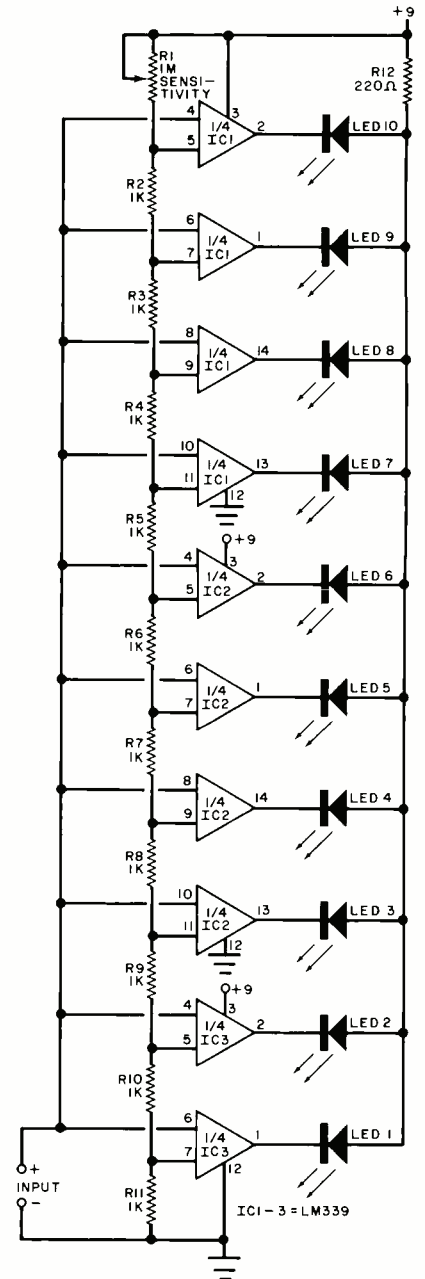 +9
R1
1M
SENSI-
TIVITY
R12
220Ω
4
3
1/4
IC1
2
LED 10
5
R2
1K
6
1/4
IC1
1
LED 9
7
R3
1K
8
1/4
IC1
14
LED 8
9
R4
1K
10
1/4
IC1
13
LED 7
11
12
R5
1K
+9
4
3
1/4
IC2
2
LED 6
5
R6
1K
6
1/4
IC2
1
LED 5
7
R7
1K
8
1/4
IC2
14
LED 4
9
R8
1K
10
1/4
IC2
13
LED 3
11
12
R9
1K
+9
4
3
1/4
IC3
2
LED 2
5
R10
1K
6
1/4
IC3
1
LED 1
7
12
+
INPUT
-
R11
1K
IC1-3=LM339